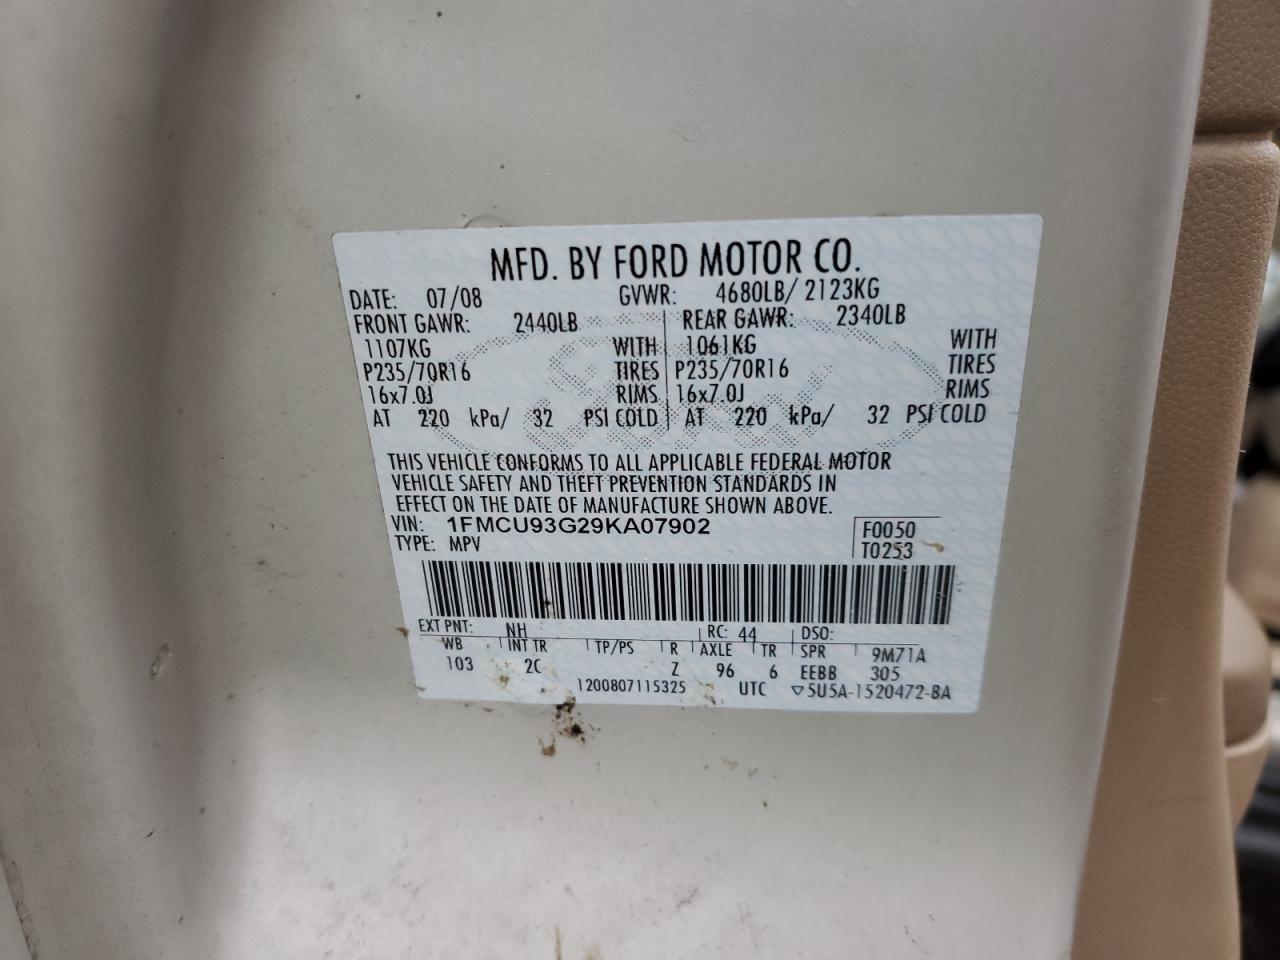 MFD. BY FORD MOTOR CO.
DATE: 07/08 GVWR: 4680LB/ 2123KG
FRONT GAWR: 2440LB REAR GAWR: 2340LB
1107KG WITH 1061KG WITH
P235/70R16 TIRES P235/70R16 TIRES
16x7.0J RIMS 16x7.0J RIMS
AT 220 kPa/ 32 PSI COLD AT 220 kPa/ 32 PSI COLD
THIS VEHICLE CONFORMS TO ALL APPLICABLE FEDERAL MOTOR
VEHICLE SAFETY AND THEFT PREVENTION STANDARDS IN
EFFECT ON THE DATE OF MANUFACTURE SHOWN ABOVE.
VIN: 1FMCU93G29KA07902 F0050
TYPE: MPV T0253
EXT PNT: NH RC: 44 DSO:
WB INT TR TP/PS R AXLE TR SPR 9M71A
103 2C Z 96 6 EEBB 305
1200807115325 UTC ▽5U5A-1520472-BA